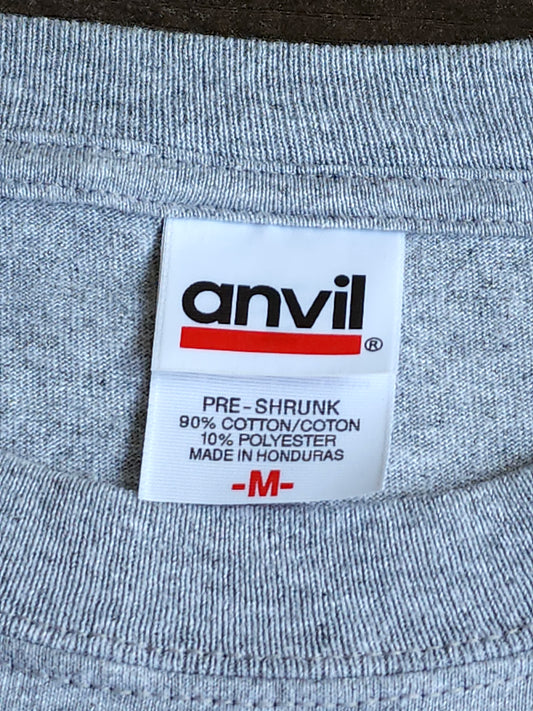 anvil®
PRE-SHRUNK
90% COTTON/COTON
10% POLYESTER
MADE IN HONDURAS
-M-